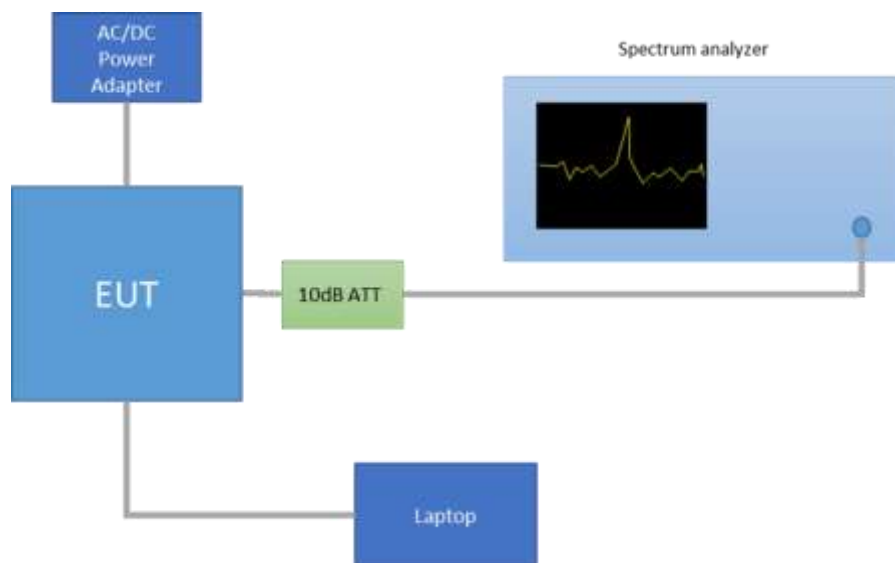 AC/DC
Power
Adapter
Spectrum analyzer
EUT
10dB ATT
Laptop